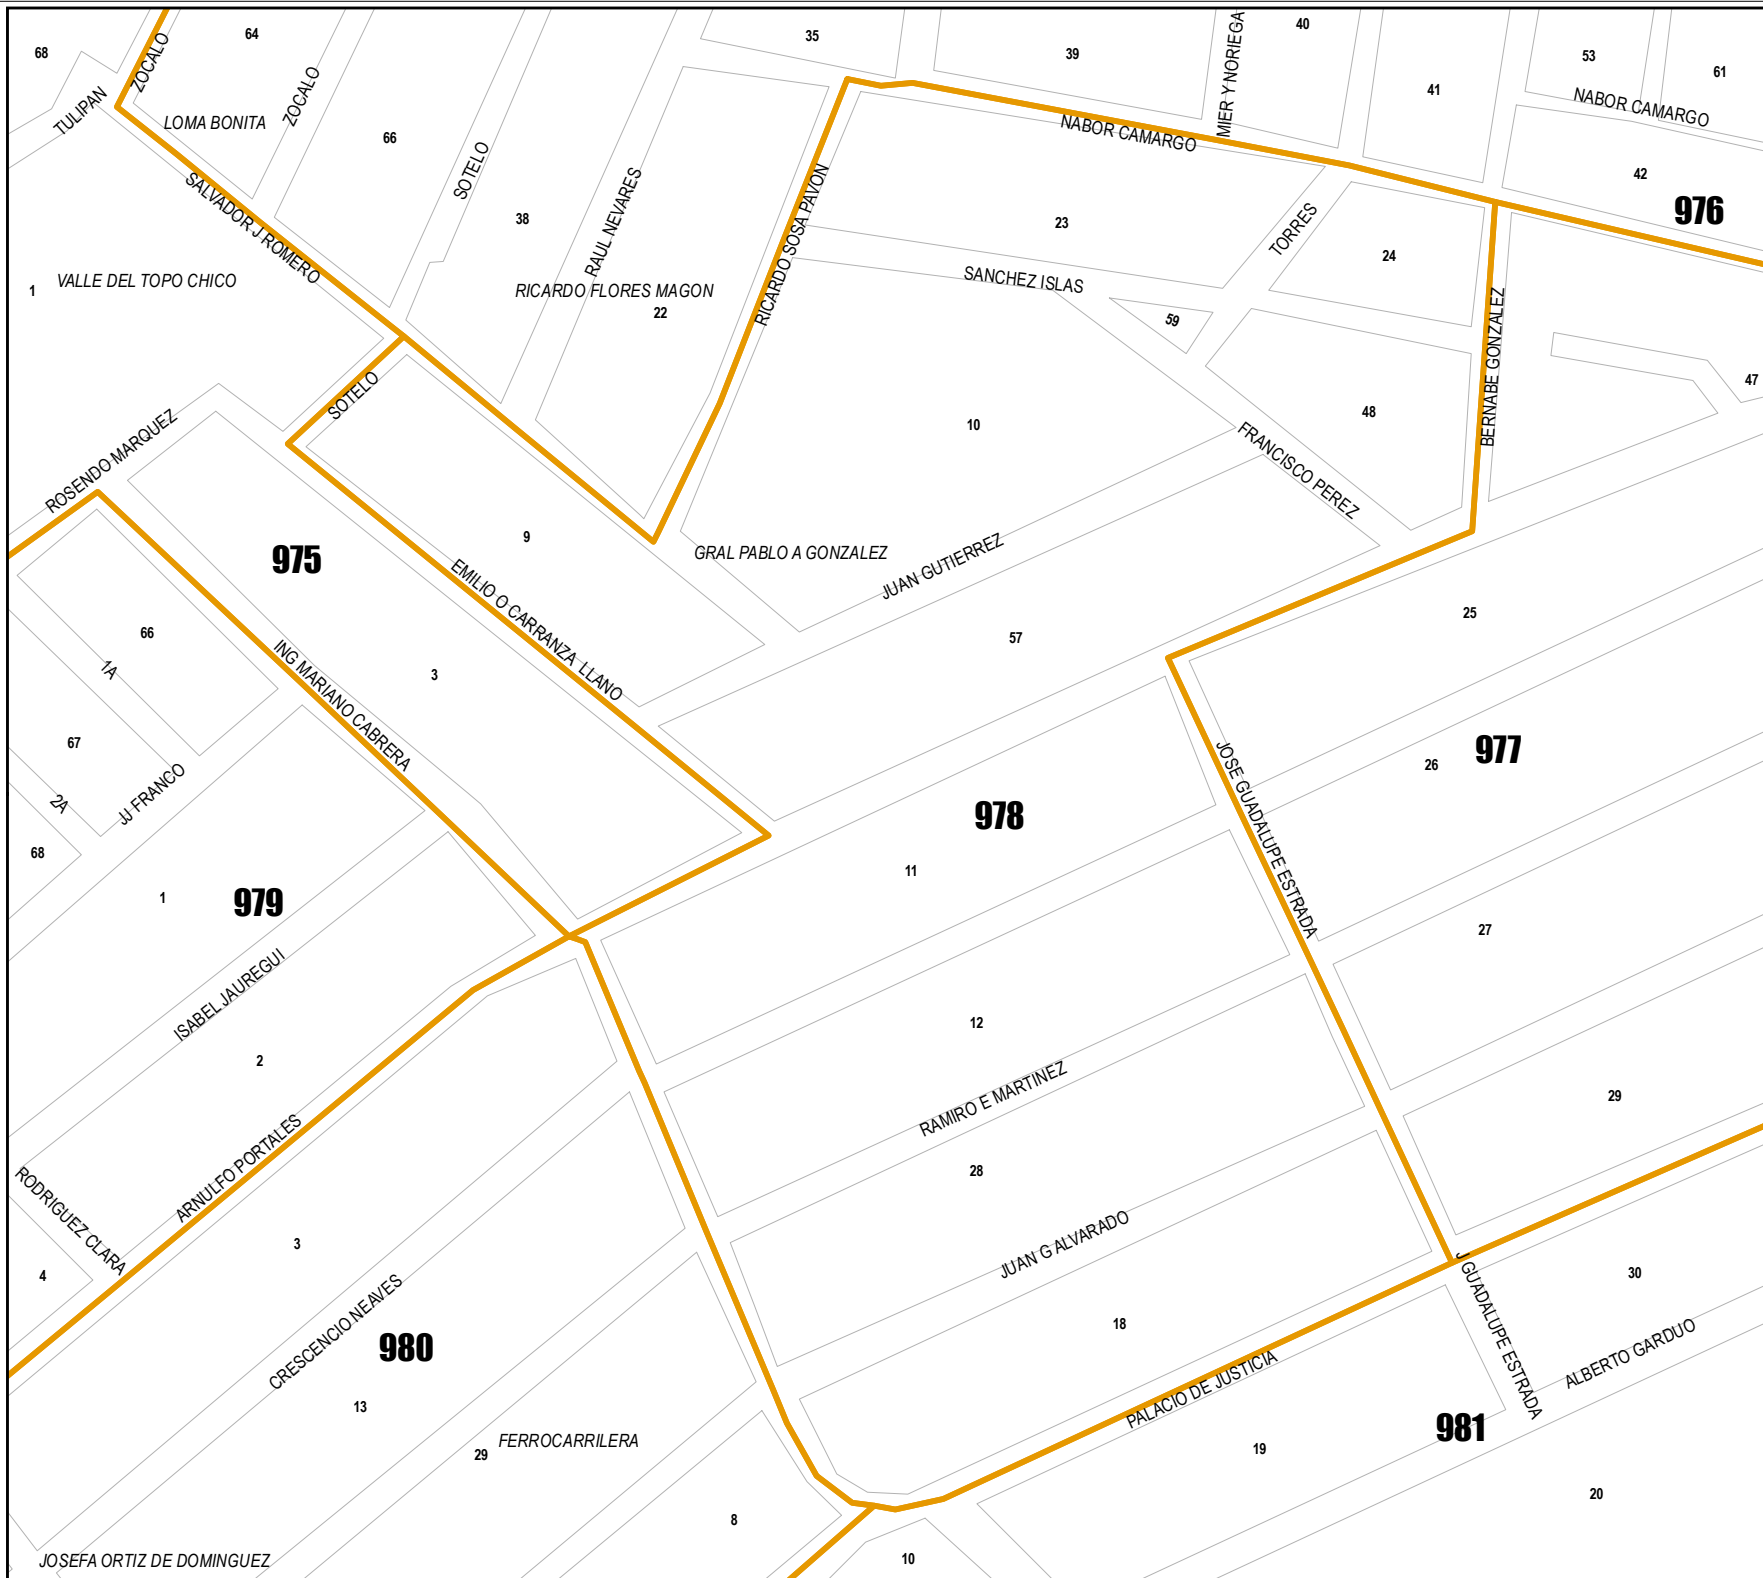 64
35
40
39
68
53
61
ZOCALO
MIER Y NORIEGA
41
ZOCALO
NABOR CAMARGO
TULIPAN
LOMA BONITA
66
NABOR CAMARGO
SOTELO
42
976
SALVADOR J ROMERO
38
RAUL NEVARES
RICARDO SOSA PAVON
23
TORRES
24
VALLE DEL TOPO CHICO
1
RICARDO FLORES MAGON
22
SANCHEZ ISLAS
59
BERNABE GONZALEZ
47
SOTELO
48
10
ROSENDO MARQUEZ
FRANCISCO PEREZ
9
975
GRAL PABLO A GONZALEZ
JUAN GUTIERREZ
EMILIO O CARRANZA LLANO
25
66
57
1A
ING MARIANO CABRERA
3
67
977
26
JOSE GUADALUPE ESTRADA
JJ FRANCO
2A
978
68
11
1
979
27
ISABEL JAUREGUI
12
2
RAMIRO E MARTINEZ
29
ARNULFO PORTALES
28
RODRIGUEZ CLARA
3
JUAN G ALVARADO
4
30
J GUADALUPE ESTRADA
CRESCENCIO NEAVES
18
980
ALBERTO GARDUO
PALACIO DE JUSTICIA
13
981
FERROCARRILERA
29
19
20
8
JOSEFA ORTIZ DE DOMINGUEZ
10